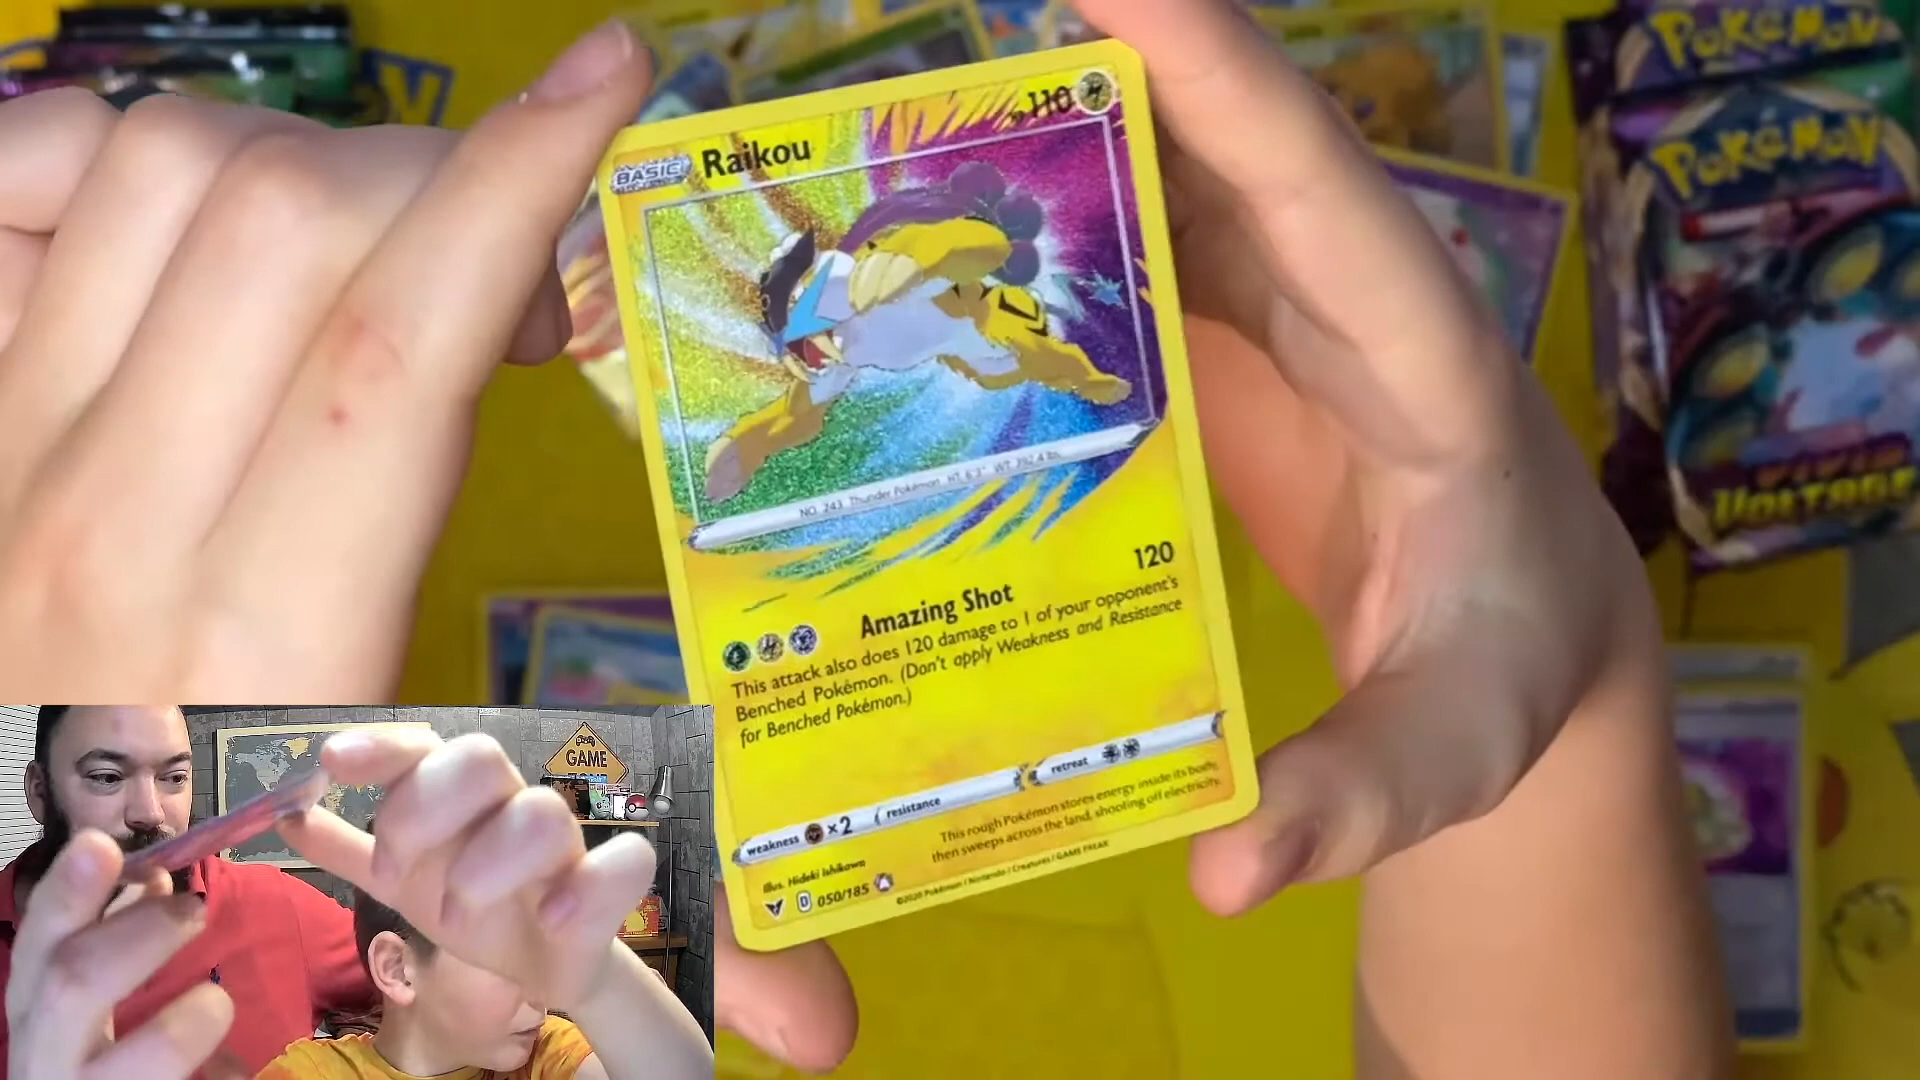 POKéMON
POKéMON
VIVID
VOLTAGE
BASIC Raikou HP 110
NO. 243 Thunder Pokémon HT. 6'3" WT. 392.4 lbs.
Amazing Shot 120
This attack also does 120 damage to 1 of your opponent's
Benched Pokémon. (Don't apply Weakness and Resistance
for Benched Pokémon.)
weakness ×2 resistance retreat
This rough Pokémon stores energy inside its body,
then sweeps across the land, shooting off electricity.
Illus. Hideki Ishikawa
D 050/185 A
©2020 Pokémon / Nintendo / Creatures / GAME FREAK
GAME